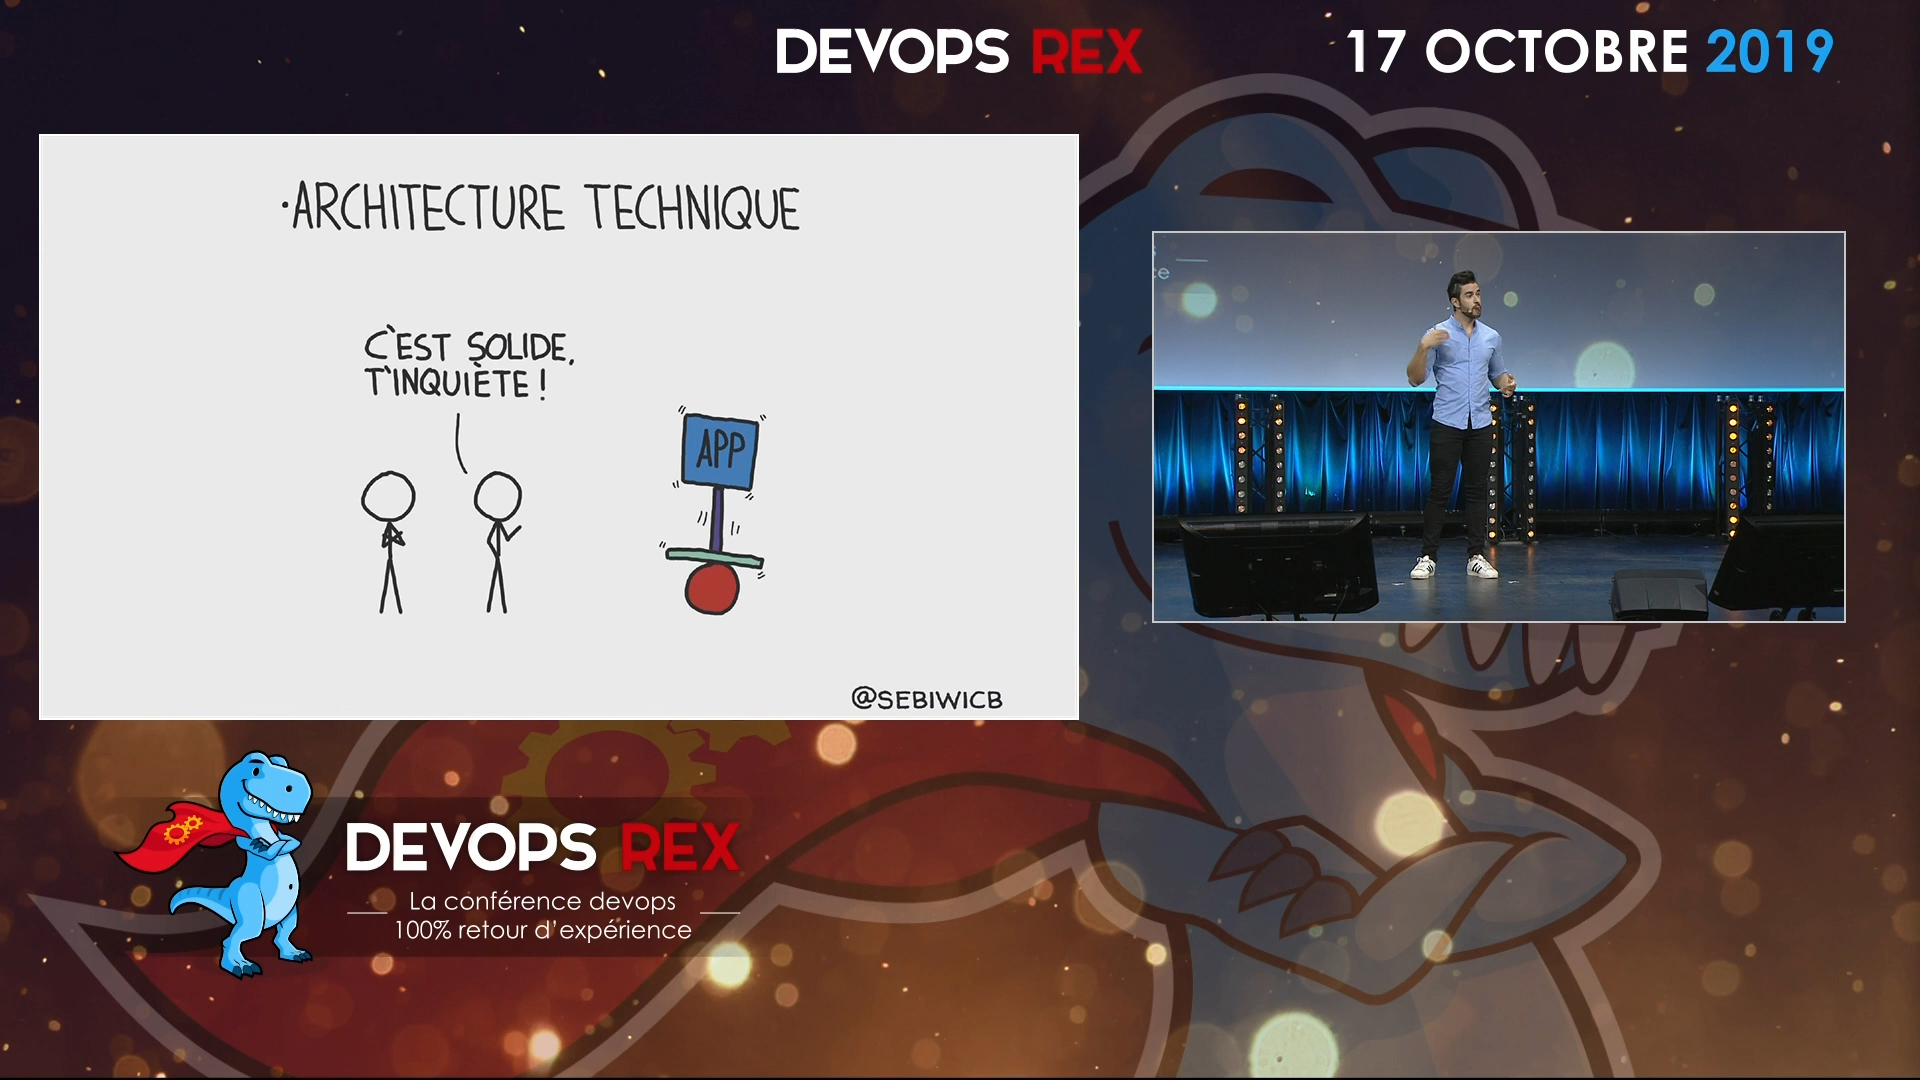 DEVOPS REX
17 OCTOBRE 2019
·ARCHITECTURE TECHNIQUE
C'EST SOLIDE,
T'INQUIÈTE !
APP
@SEBIWICB
DEVOPS REX
La conférence devops
100% retour d'expérience